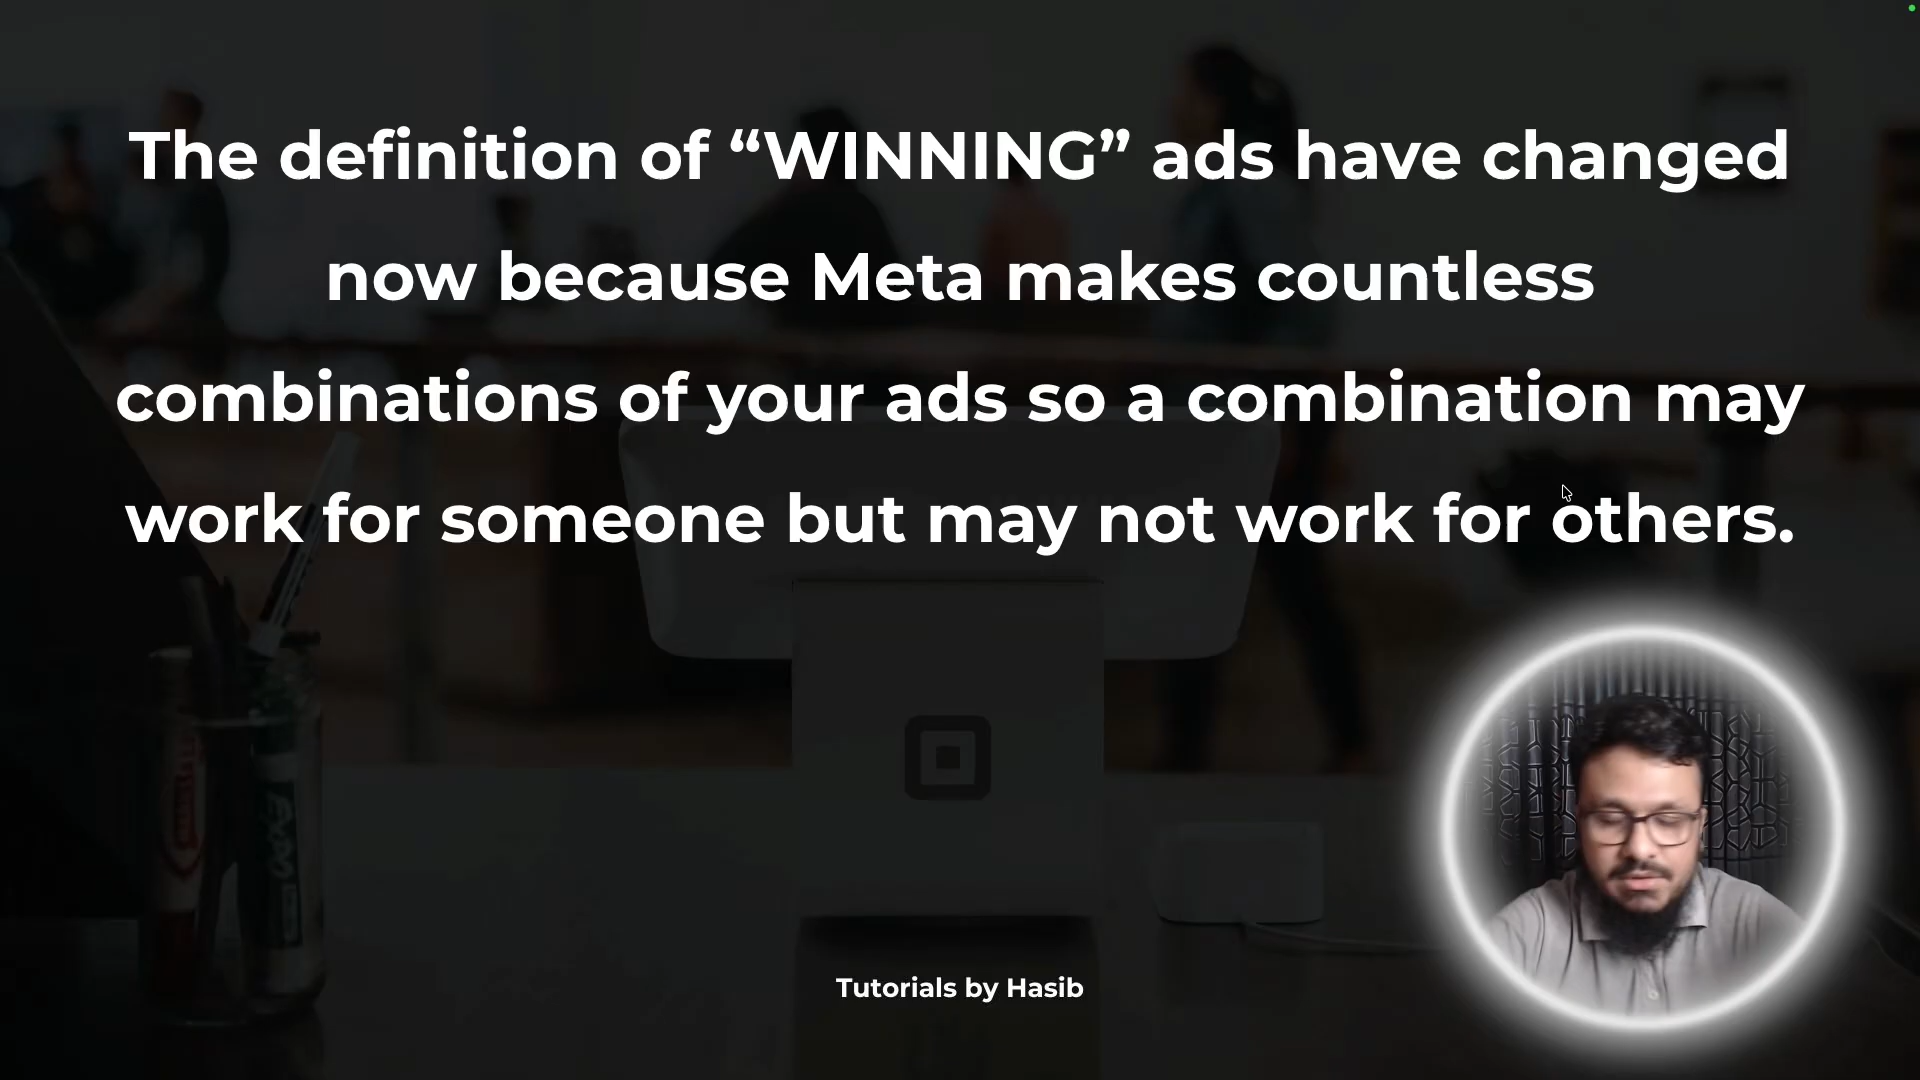 The definition of “WINNING” ads have changed
now because Meta makes countless
combinations of your ads so a combination may
work for someone but may not work for others.
EXPO
Tutorials by Hasib